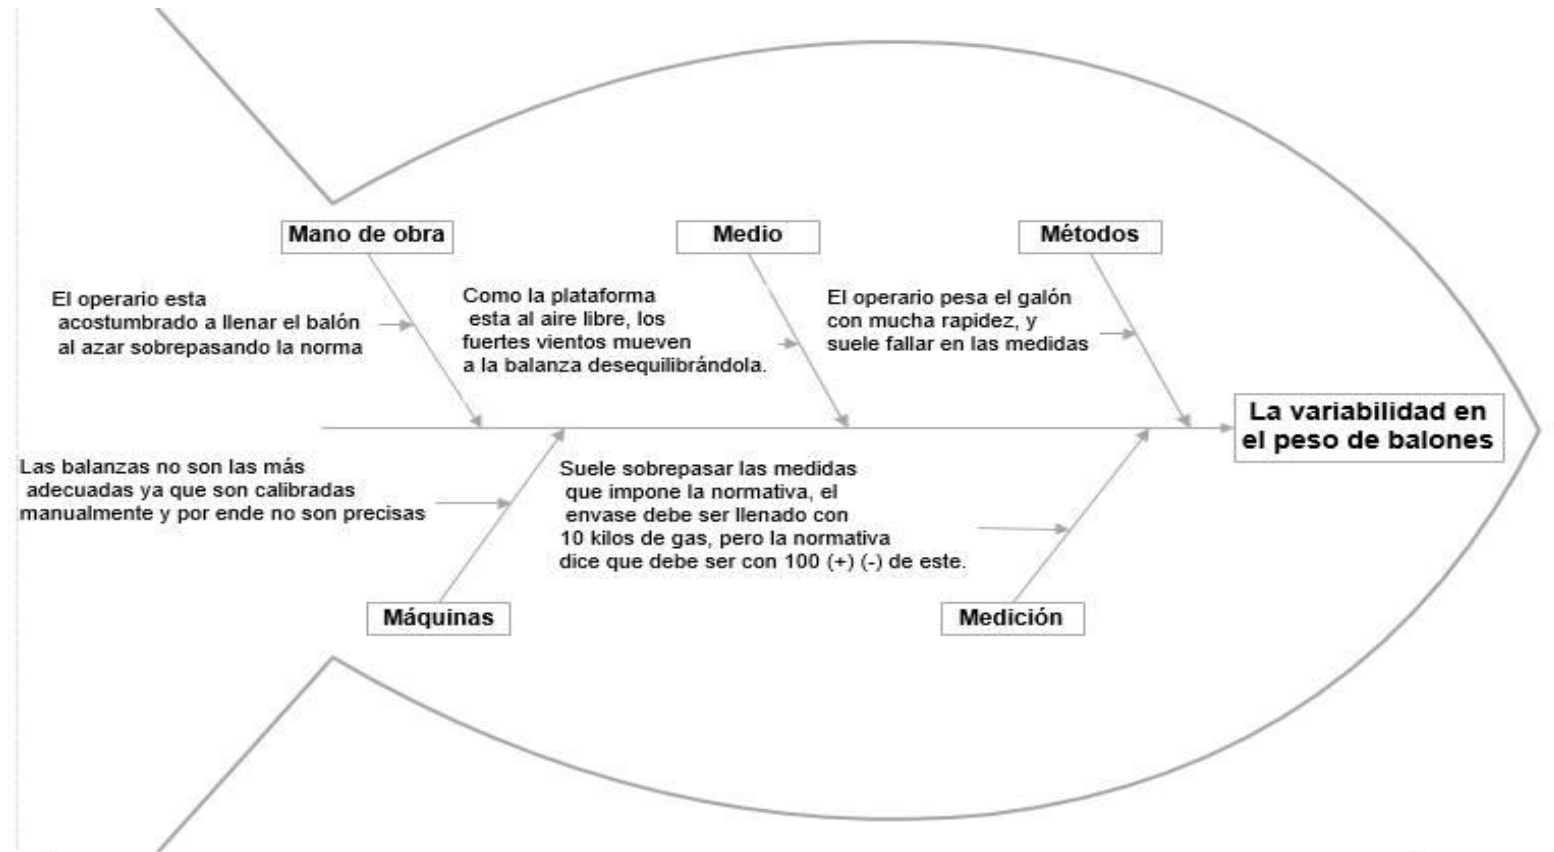 Mano de obra
Medio
Métodos
El operario esta
acostumbrado a llenar el balón
al azar sobrepasando la norma
Como la plataforma
esta al aire libre, los
fuertes vientos mueven
a la balanza desequilibrándola.
El operario pesa el galón
con mucha rapidez, y
suele fallar en las medidas
La variabilidad en
el peso de balones
Las balanzas no son las más
adecuadas ya que son calibradas
manualmente y por ende no son precisas
Suele sobrepasar las medidas
que impone la normativa, el
envase debe ser llenado con
10 kilos de gas, pero la normativa
dice que debe ser con 100 (+) (-) de este.
Máquinas
Medición